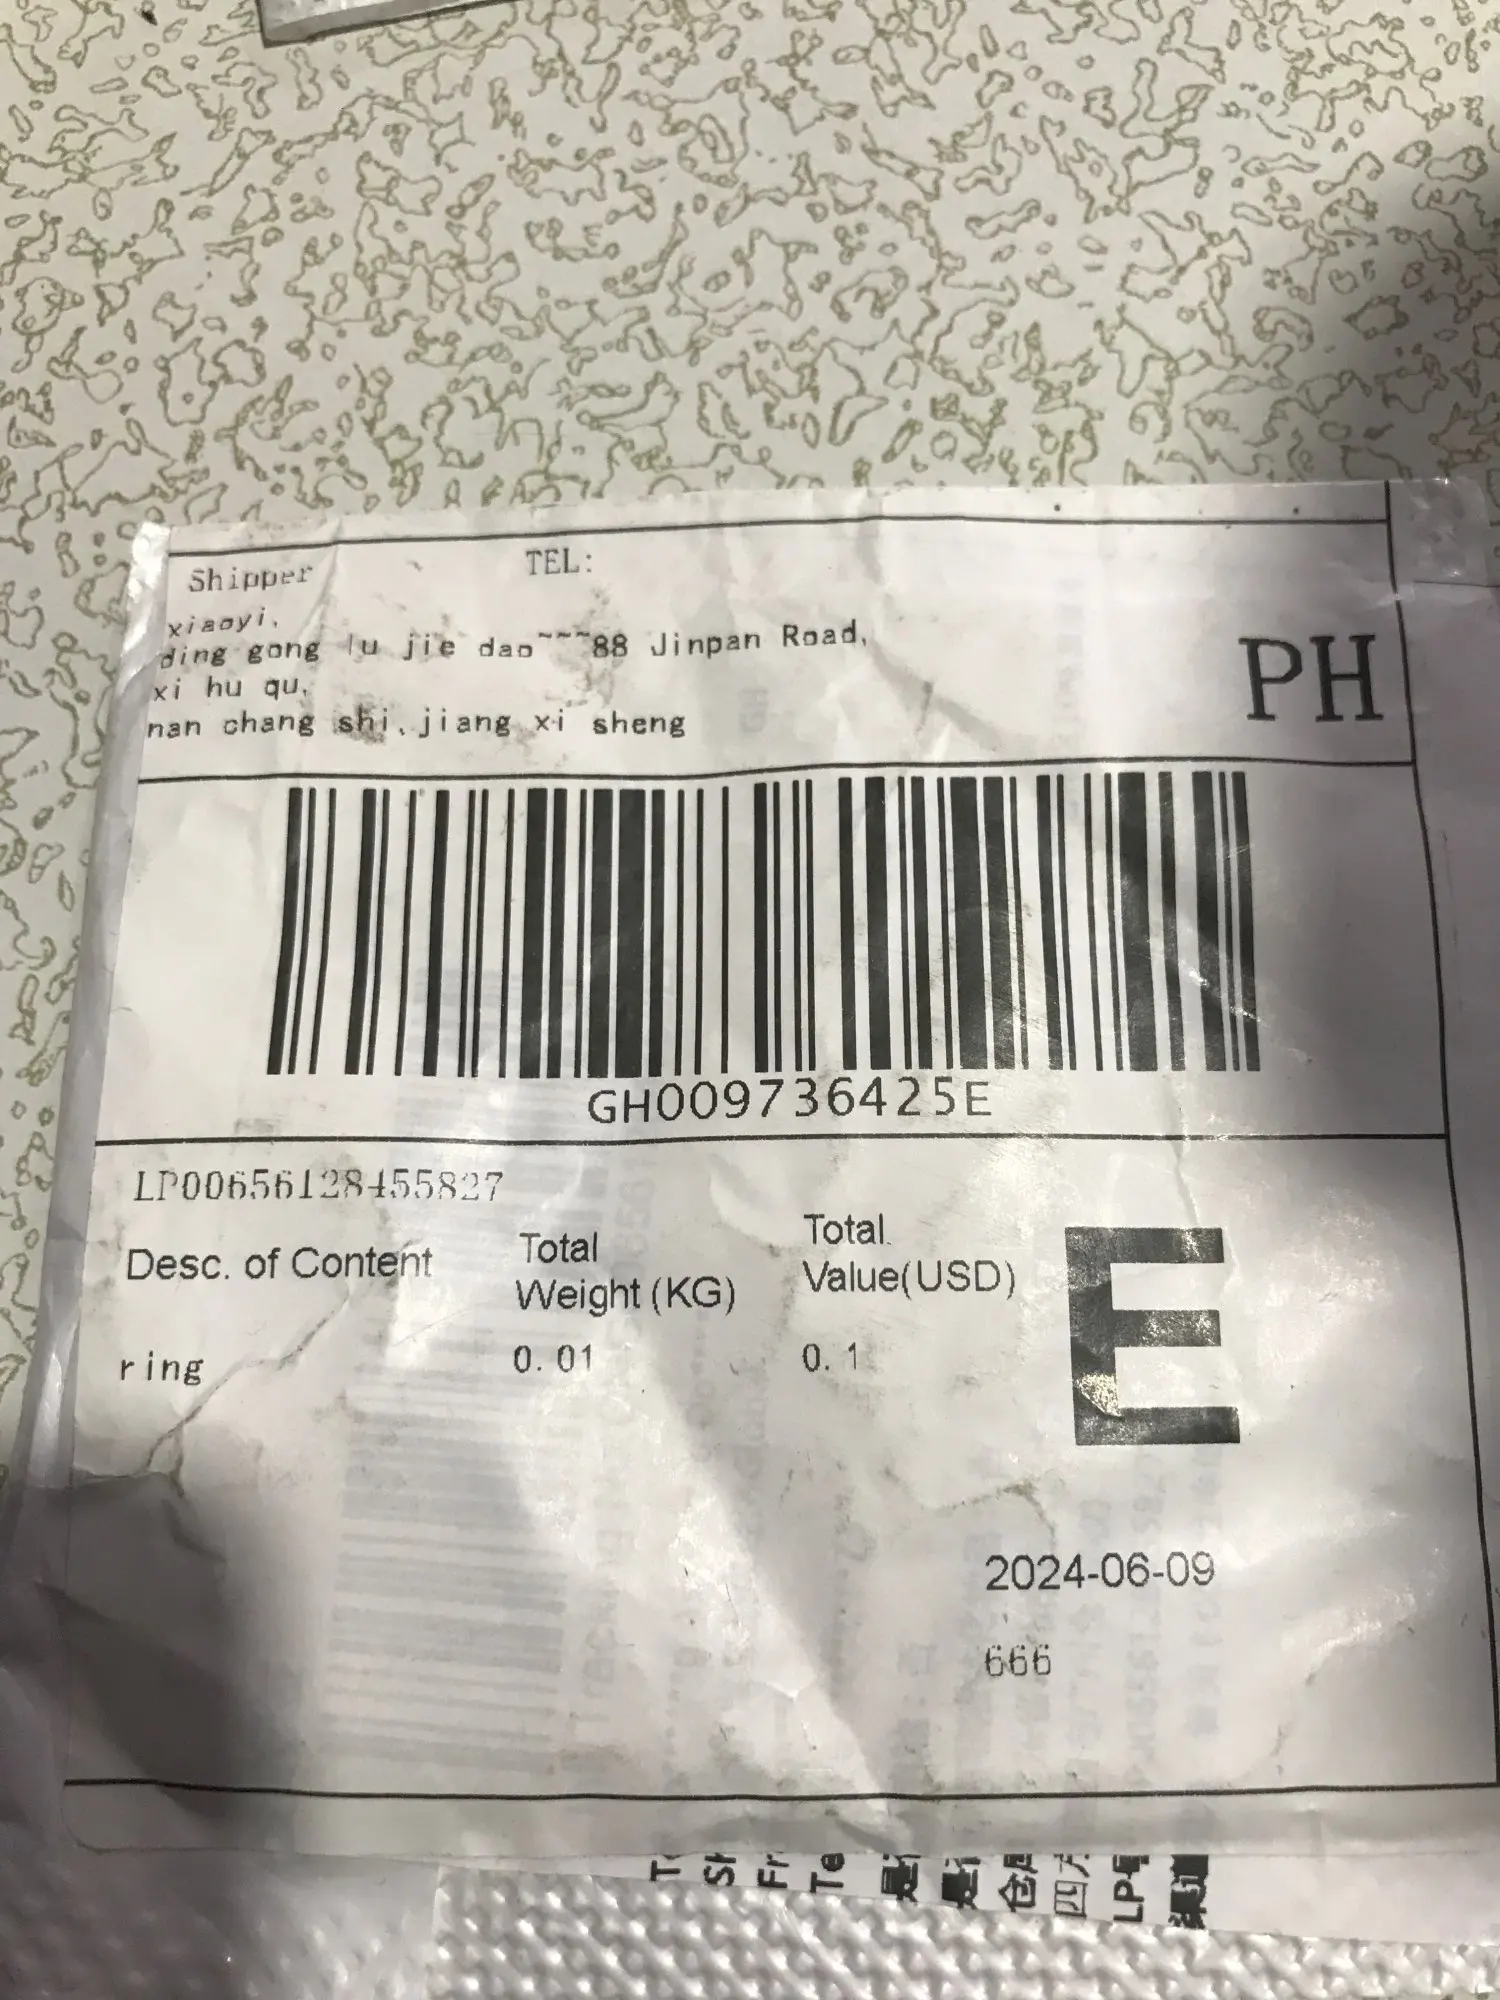 Shipper TEL:
xiaoyi,
ding gong lu jie dao~~~88 Jinpan Road,
xi hu qu,
nan chang shi, jiang xi sheng
PH
GH009736425E
LP00656128455827
Desc. of Content Total Weight (KG) Total Value(USD)
ring 0.01 0.1
E
2024-06-09
666